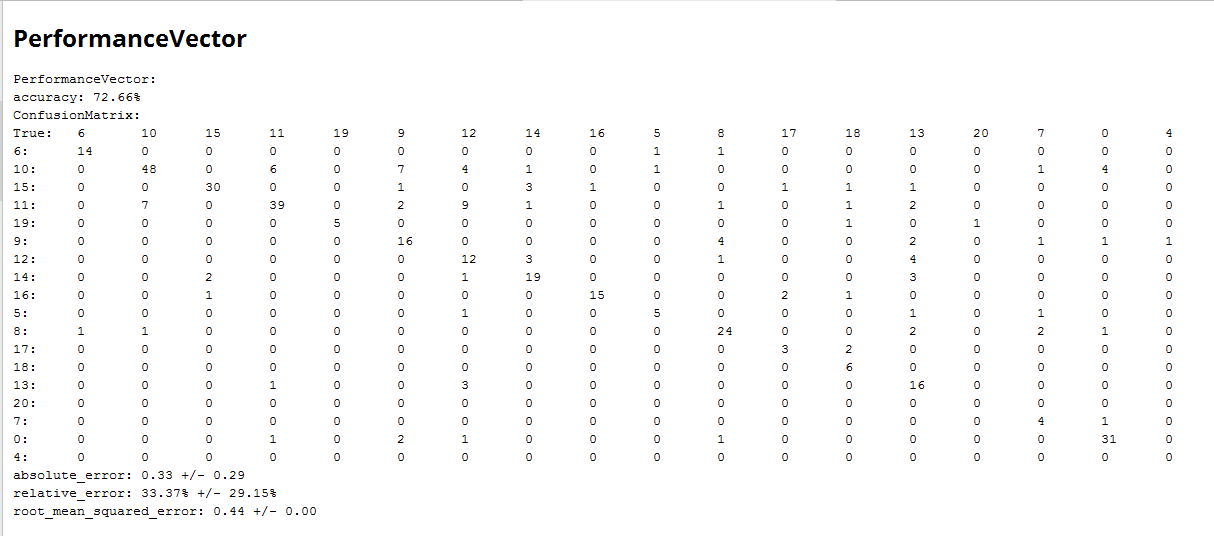 PerformanceVector
PerformanceVector:
accuracy: 72.66%
ConfusionMatrix:
True: 6 10 15 11 19 9 12 14 16 5 8 17 18 13 20 7 0 4
6: 14 0 0 0 0 0 0 0 0 1 1 0 0 0 0 0 0 0
10: 0 48 0 6 0 7 4 1 0 1 0 0 0 0 0 1 4 0
15: 0 0 30 0 0 1 0 3 1 0 0 1 1 1 0 0 0 0
11: 0 7 0 39 0 2 9 1 0 0 1 0 1 2 0 0 0 0
19: 0 0 0 0 5 0 0 0 0 0 0 0 1 0 1 0 0 0
9: 0 0 0 0 0 16 0 0 0 0 4 0 0 2 0 1 1 1
12: 0 0 0 0 0 0 12 3 0 0 1 0 0 4 0 0 0 0
14: 0 0 2 0 0 0 1 19 0 0 0 0 0 3 0 0 0 0
16: 0 0 1 0 0 0 0 0 15 0 0 2 1 0 0 0 0 0
5: 0 0 0 0 0 0 1 0 0 5 0 0 0 1 0 1 0 0
8: 1 1 0 0 0 0 0 0 0 0 24 0 0 2 0 2 1 0
17: 0 0 0 0 0 0 0 0 0 0 0 3 2 0 0 0 0 0
18: 0 0 0 0 0 0 0 0 0 0 0 0 6 0 0 0 0 0
13: 0 0 0 1 0 0 3 0 0 0 0 0 0 16 0 0 0 0
20: 0 0 0 0 0 0 0 0 0 0 0 0 0 0 0 0 0 0
7: 0 0 0 0 0 0 0 0 0 0 0 0 0 0 0 4 1 0
0: 0 0 0 1 0 2 1 0 0 0 1 0 0 0 0 0 31 0
4: 0 0 0 0 0 0 0 0 0 0 0 0 0 0 0 0 0 0
absolute_error: 0.33 +/- 0.29
relative_error: 33.37% +/- 29.15%
root_mean_squared_error: 0.44 +/- 0.00